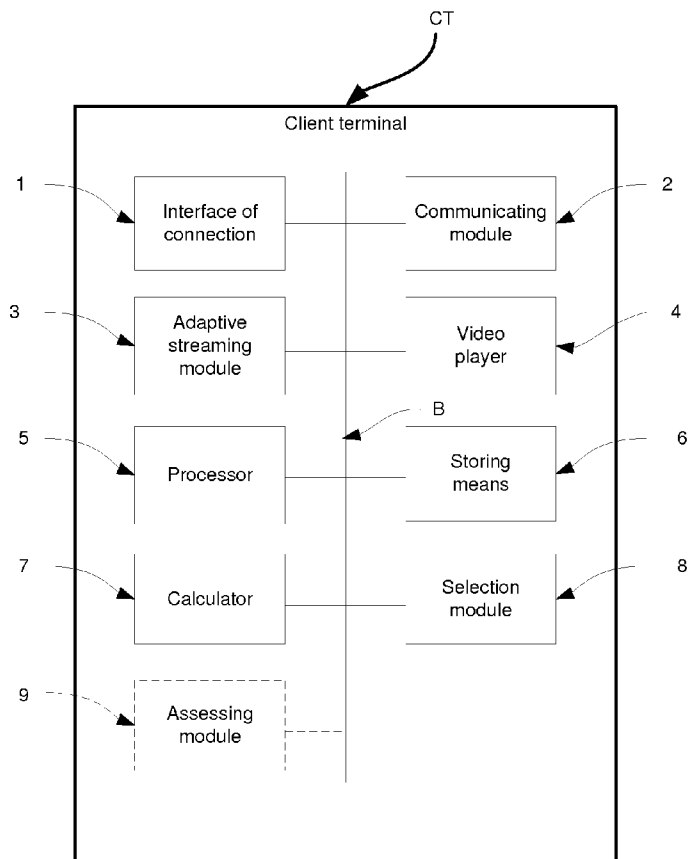 CT
Client terminal
1
Interface of
connection
Communicating
module
2
3
Adaptive
streaming
module
Video
player
4
B
5
Processor
Storing
means
6
7
Calculator
Selection
module
8
9
Assessing
module